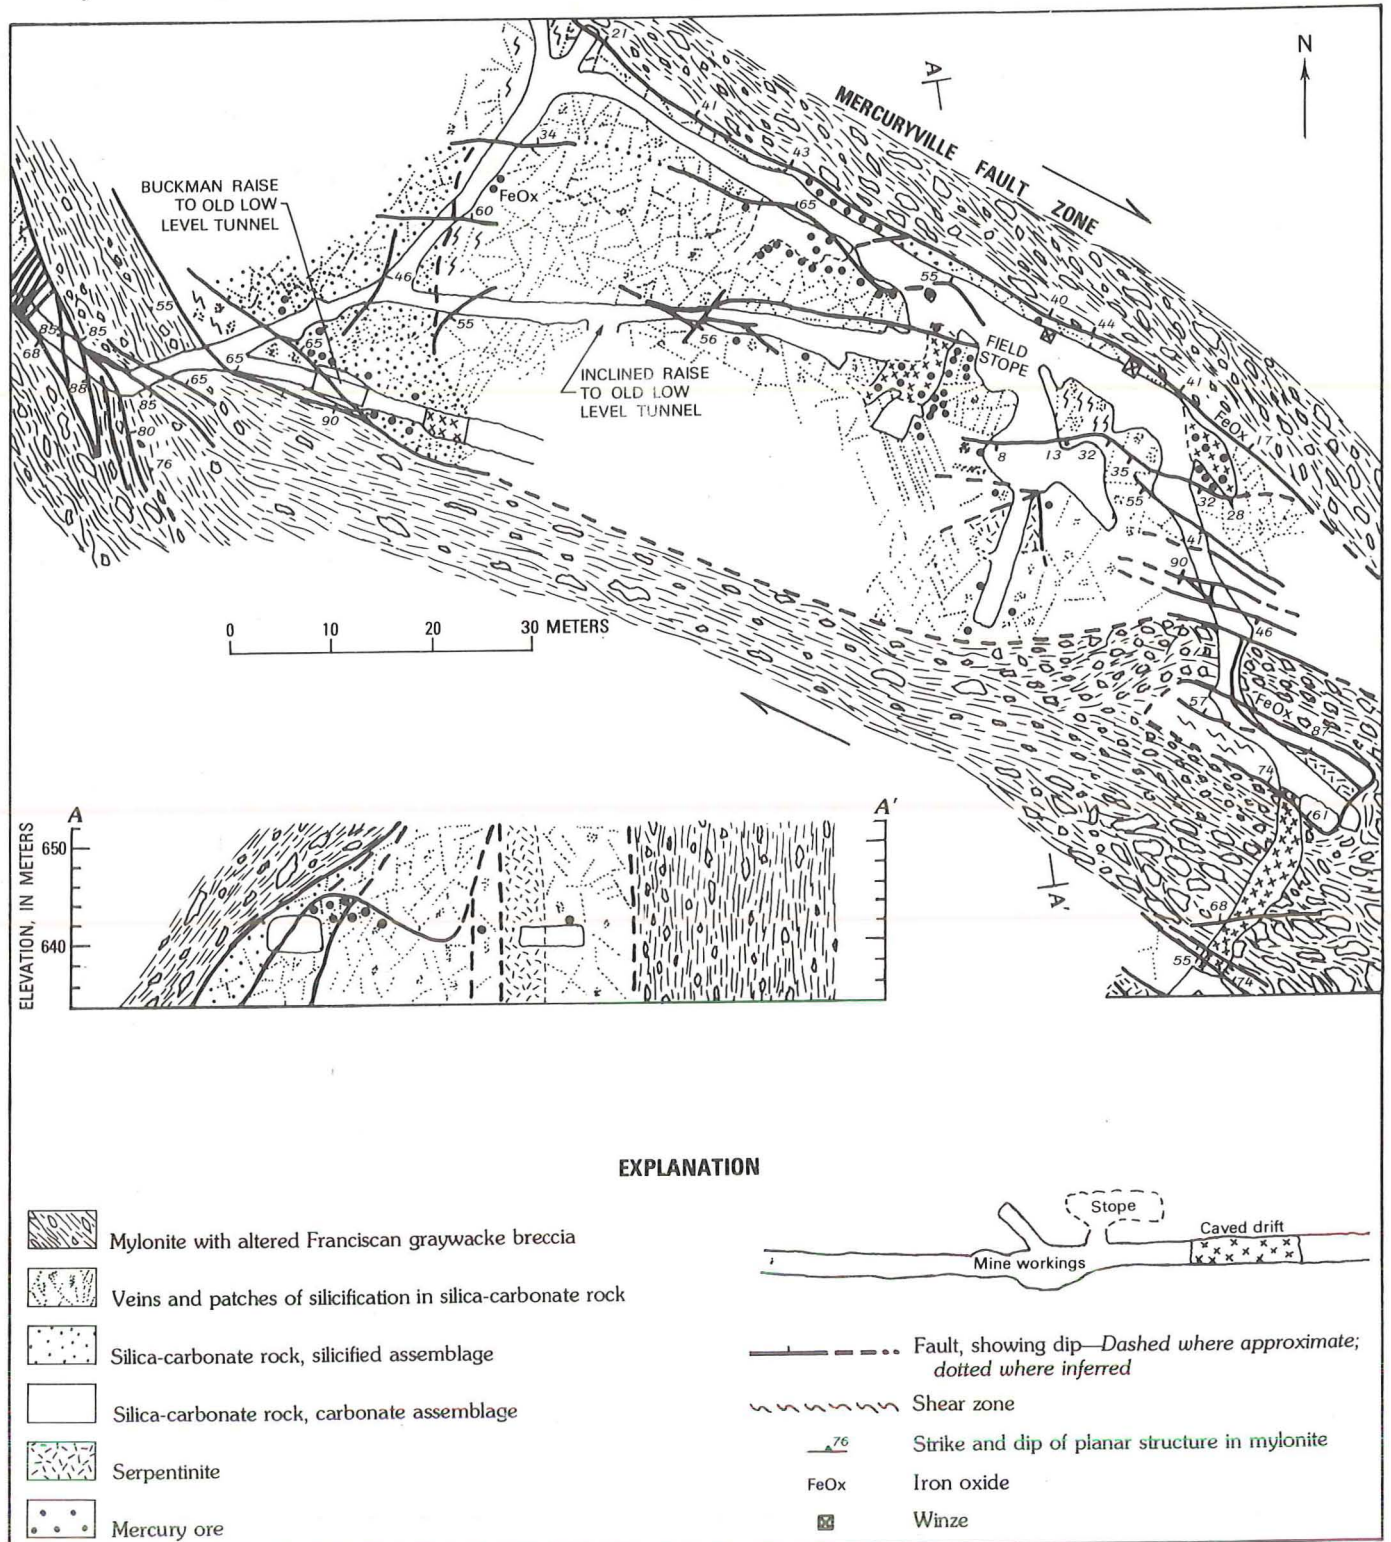 N
A
MERCURYVILLE FAULT ZONE
21
41
43
34
FeOx
60
65
BUCKMAN RAISE
TO OLD LOW
LEVEL TUNNEL
46
55
55
55
40
44
56
FIELD
STOPE
INCLINED RAISE
TO OLD LOW
LEVEL TUNNEL
85
85
68
88
85
65
65
65
90
80
76
41
FeOx
17
8
13
32
35
55
32
28
41
90
46
57
FeOx
87
74
61
68
55
74
0 10 20 30 METERS
A'
A
A'
ELEVATION, IN METERS
650
640
EXPLANATION
Mylonite with altered Franciscan graywacke breccia
Veins and patches of silicification in silica-carbonate rock
Silica-carbonate rock, silicified assemblage
Silica-carbonate rock, carbonate assemblage
Serpentinite
Mercury ore
Stope
Caved drift
Mine workings
Fault, showing dip—Dashed where approximate;
dotted where inferred
Shear zone
76
Strike and dip of planar structure in mylonite
FeOx
Iron oxide
Winze